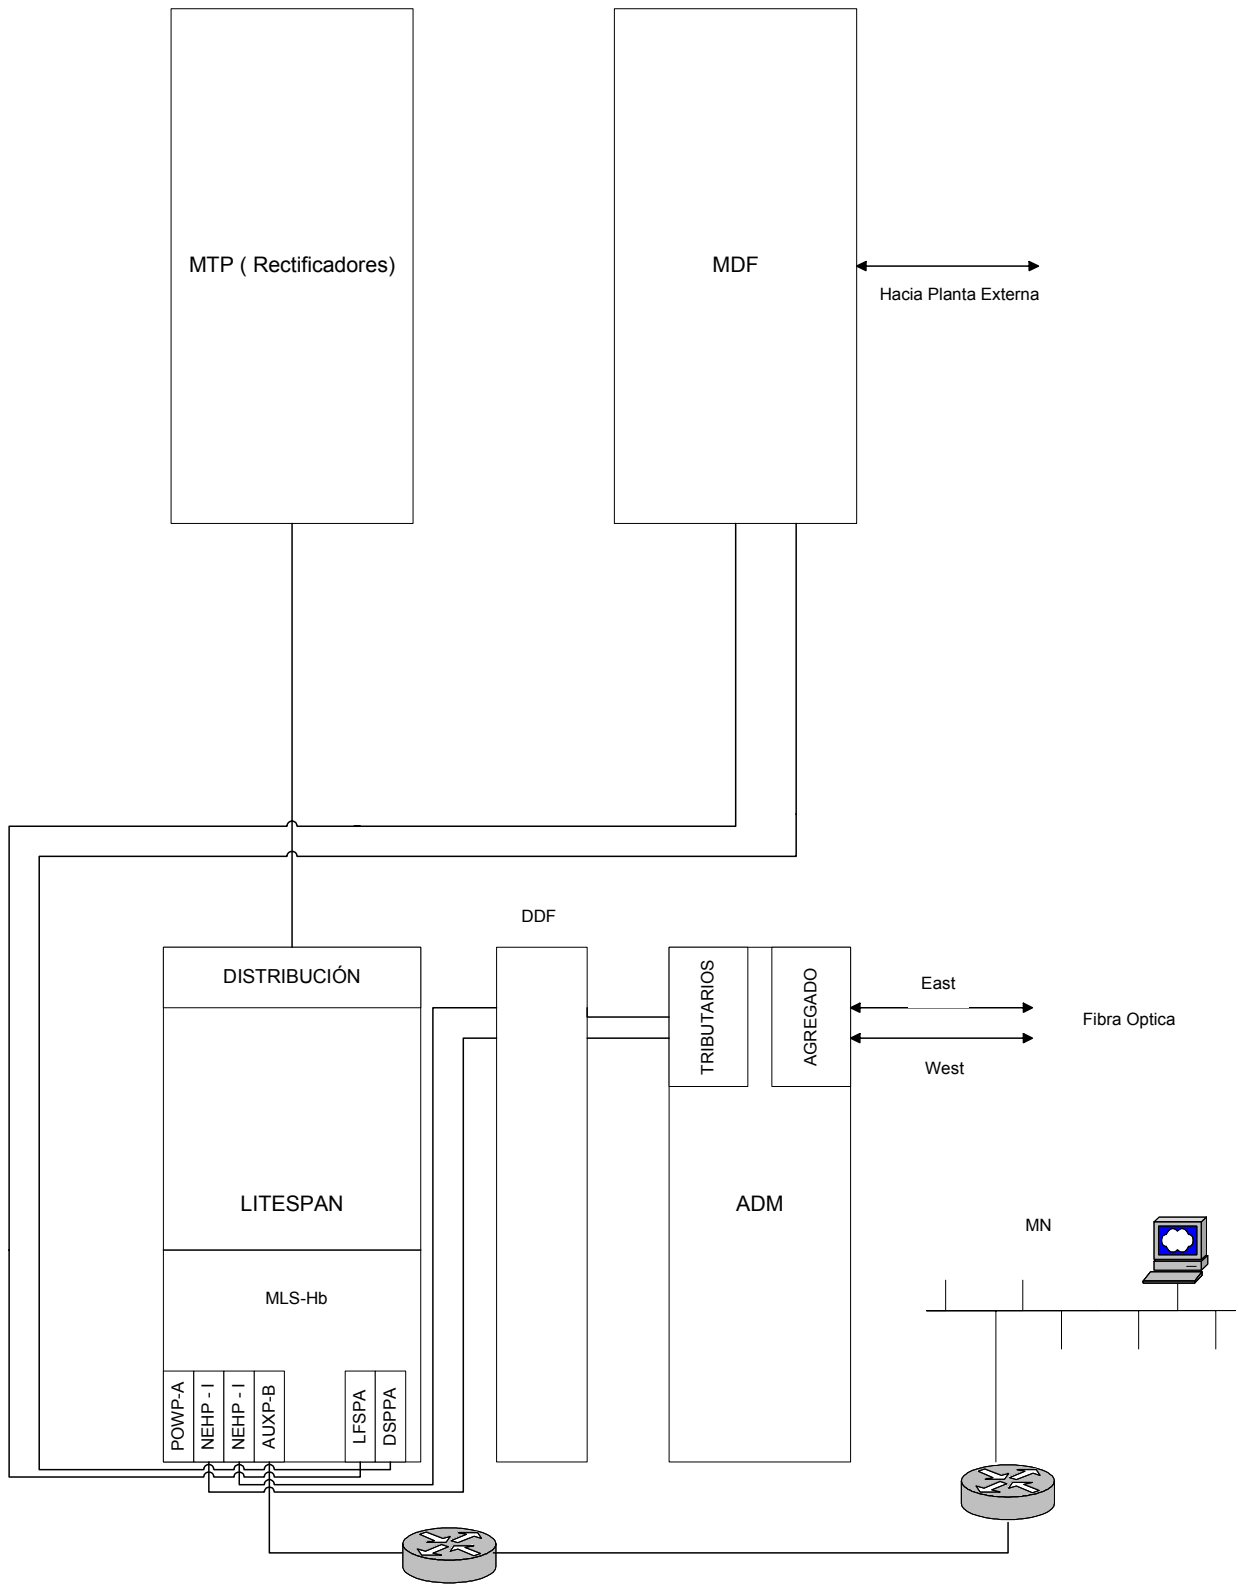 MTP ( Rectificadores)
MDF
Hacia Planta Externa
DDF
DISTRIBUCIÓN
TRIBUTARIOS
AGREGADO
East
Fibra Optica
West
LITESPAN
ADM
MN
MLS-Hb
POWP-A
NEHP - I
NEHP - I
AUXP-B
LFSPA
DSPPA